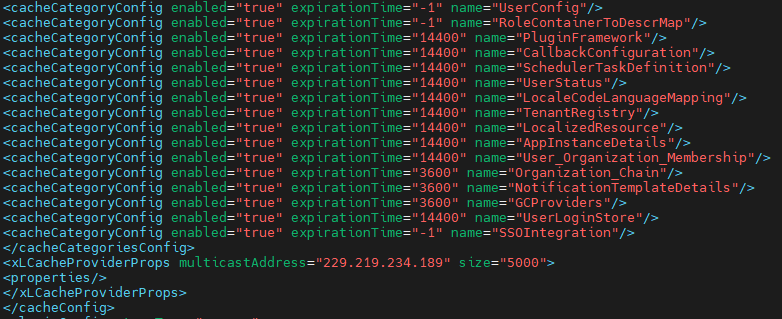 <cacheCategoryConfig enabled="true" expirationTime="-1" name="UserConfig"/>
<cacheCategoryConfig enabled="true" expirationTime="-1" name="RoleContainerToDescrMap"/>
<cacheCategoryConfig enabled="true" expirationTime="14400" name="PluginFramework"/>
<cacheCategoryConfig enabled="true" expirationTime="14400" name="CallbackConfiguration"/>
<cacheCategoryConfig enabled="true" expirationTime="14400" name="SchedulerTaskDefinition"/>
<cacheCategoryConfig enabled="true" expirationTime="14400" name="UserStatus"/>
<cacheCategoryConfig enabled="true" expirationTime="14400" name="LocaleCodeLanguageMapping"/>
<cacheCategoryConfig enabled="true" expirationTime="14400" name="TenantRegistry"/>
<cacheCategoryConfig enabled="true" expirationTime="14400" name="LocalizedResource"/>
<cacheCategoryConfig enabled="true" expirationTime="14400" name="AppInstanceDetails"/>
<cacheCategoryConfig enabled="true" expirationTime="14400" name="User_Organization_Membership"/>
<cacheCategoryConfig enabled="true" expirationTime="3600" name="Organization_Chain"/>
<cacheCategoryConfig enabled="true" expirationTime="3600" name="NotificationTemplateDetails"/>
<cacheCategoryConfig enabled="true" expirationTime="3600" name="GCProviders"/>
<cacheCategoryConfig enabled="true" expirationTime="14400" name="UserLoginStore"/>
<cacheCategoryConfig enabled="true" expirationTime="-1" name="SSOIntegration"/>
</cacheCategoriesConfig>
<xLCacheProviderProps multicastAddress="229.219.234.189" size="5000">
<properties/>
</xLCacheProviderProps>
</cacheConfig>